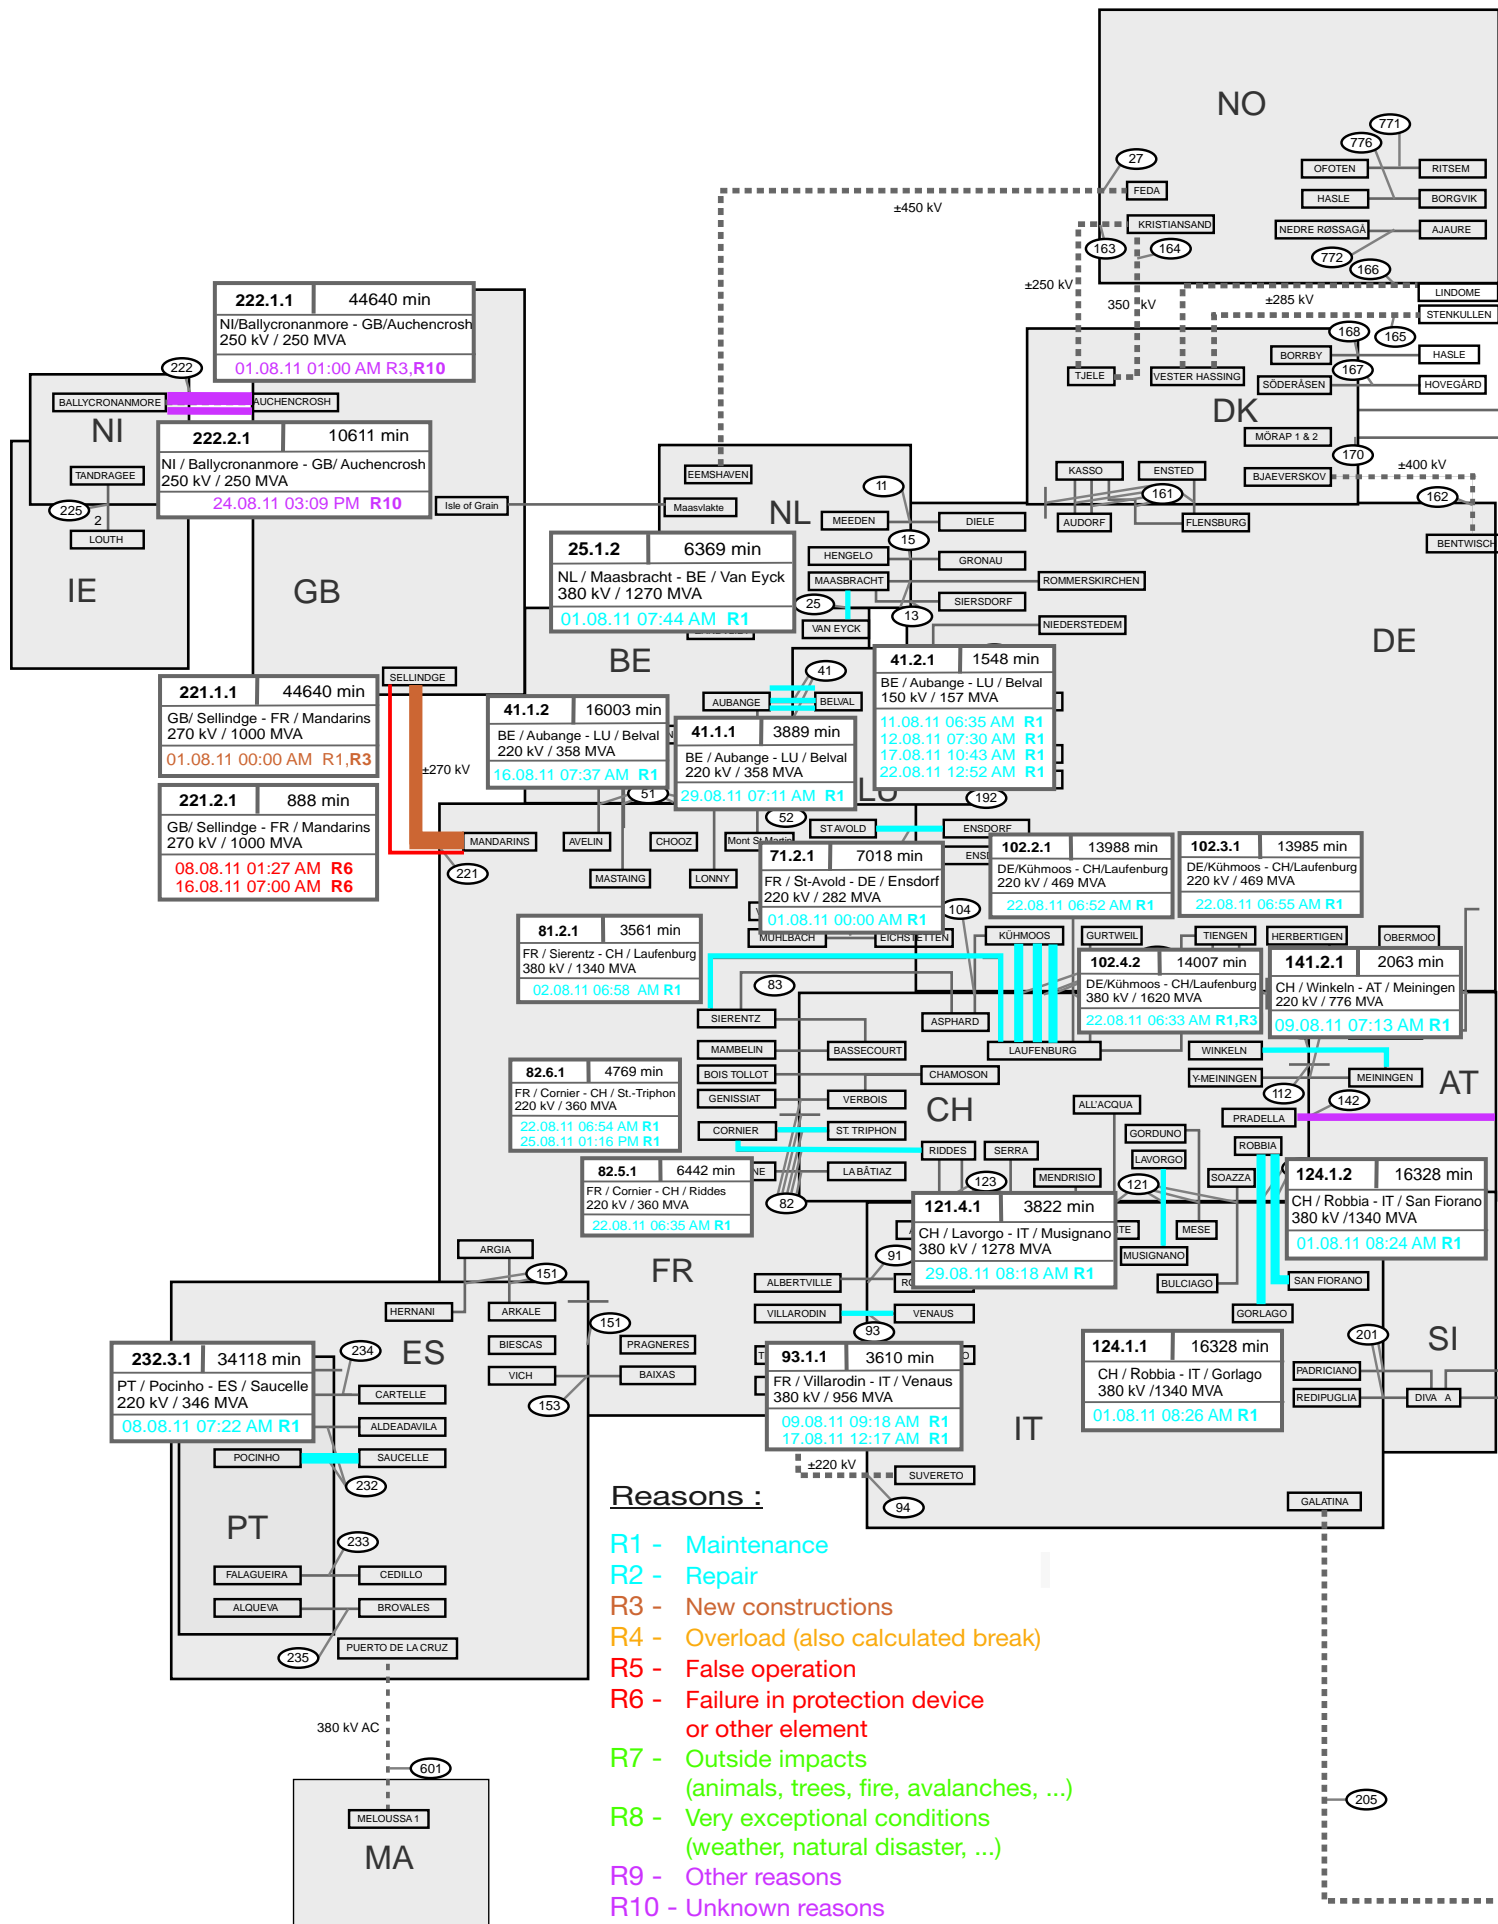 NO
771
776
27
OFOTEN
RITSEM
FEDA
HASLE
BORGVIK
±450 kV
KRISTIANSAND
NEDRE RØSSAGÅ
AJAURE
163
164
772
166
±250 kV
350 kV
±285 kV
LINDOME
STENKULLEN
222.1.1 44640 min
NI/Ballycronanmore - GB/Auchencrosh
250 kV / 250 MVA
01.08.11 01:00 AM R3,R10
168
165
BORRBY
HASLE
222
167
TJELE
VESTER HASSING
SÖDERÅSEN
HOVEGÅRD
BALLYCRONANMORE
AUCHENCROSH
DK
NI
222.2.1 10611 min
NI / Ballycronanmore - GB/ Auchencrosh
250 kV / 250 MVA
24.08.11 03:09 PM R10
MÖRAP 1 & 2
170
±400 kV
TANDRAGEE
EEMSHAVEN
KASSO
ENSTED
BJAEVERSKOV
225
2
LOUTH
Isle of Grain
Maasvlakte
11
161
162
NL
MEEDEN
DIELE
AUDORF
FLENSBURG
BENTWISCH
15
25.1.2 6369 min
NL / Maasbracht - BE / Van Eyck
380 kV / 1270 MVA
01.08.11 07:44 AM R1
HENGELO
GRONAU
MAASBRACHT
ROMMERSKIRCHEN
IE
GB
25
SIERSDORF
13
VAN EYCK
NIEDERSTEDEM
DE
BE
41.2.1 1548 min
BE / Aubange - LU / Belval
150 kV / 157 MVA
11.08.11 06:35 AM R1
12.08.11 07:30 AM R1
17.08.11 10:43 AM R1
22.08.11 12:52 AM R1
41
SELLINDGE
221.1.1 44640 min
GB/ Sellindge - FR / Mandarins
270 kV / 1000 MVA
01.08.11 00:00 AM R1,R3
AUBANGE
BELVAL
41.1.2 16003 min
BE / Aubange - LU / Belval
220 kV / 358 MVA
16.08.11 07:37 AM R1
41.1.1 3889 min
BE / Aubange - LU / Belval
220 kV / 358 MVA
29.08.11 07:11 AM R1
±270 kV
LU
192
221.2.1 888 min
GB/ Sellindge - FR / Mandarins
270 kV / 1000 MVA
08.08.11 01:27 AM R6
16.08.11 07:00 AM R6
51
52
MANDARINS
AVELIN
CHOOZ
Mont St Martin
ST AVOLD
ENSDORF
221
MASTAING
LONNY
71.2.1 7018 min
FR / St-Avold - DE / Ensdorf
220 kV / 282 MVA
01.08.11 00:00 AM R1
102.2.1 13988 min
DE/Kühmoos - CH/Laufenburg
220 kV / 469 MVA
22.08.11 06:52 AM R1
102.3.1 13985 min
DE/Kühmoos - CH/Laufenburg
220 kV / 469 MVA
22.08.11 06:55 AM R1
104
81.2.1 3561 min
FR / Sierentz - CH / Laufenburg
380 kV / 1340 MVA
02.08.11 06:58 AM R1
MUHLBACH
EICHSTETTEN
KÜHMOOS
GURTWEIL
TIENGEN
HERBERTIGEN
OBERMOO
102.4.2 14007 min
DE/Kühmoos - CH/Laufenburg
380 kV / 1620 MVA
22.08.11 06:33 AM R1,R3
141.2.1 2063 min
CH / Winkeln - AT / Meiningen
220 kV / 776 MVA
09.08.11 07:13 AM R1
83
SIERENTZ
ASPHARD
MAMBELIN
BASSECOURT
LAUFENBURG
WINKELN
82.6.1 4769 min
FR / Cornier - CH / St.-Triphon
220 kV / 360 MVA
22.08.11 06:54 AM R1
25.08.11 01:16 PM R1
BOIS TOLLOT
CHAMOSON
Y-MEININGEN
MEININGEN
AT
GENISSIAT
VERBOIS
CH
112
142
ALL'ACQUA
PRADELLA
CORNIER
ST. TRIPHON
GORDUNO
RIDDES
SERRA
LAVORGO
ROBBIA
82.5.1 6442 min
FR / Cornier - CH / Riddes
220 kV / 360 MVA
22.08.11 06:35 AM R1
NE
LA BÂTIAZ
MENDRISIO
SOAZZA
124.1.2 16328 min
CH / Robbia - IT / San Fiorano
380 kV /1340 MVA
01.08.11 08:24 AM R1
123
121
82
121.4.1 3822 min
CH / Lavorgo - IT / Musignano
380 kV / 1278 MVA
29.08.11 08:18 AM R1
TE
MESE
ARGIA
91
MUSIGNANO
151
FR
ALBERTVILLE
BULCIAGO
SAN FIORANO
HERNANI
ARKALE
VILLARODIN
VENAUS
GORLAGO
151
93
232.3.1 34118 min
PT / Pocinho - ES / Saucelle
220 kV / 346 MVA
08.08.11 07:22 AM R1
234
ES
BIESCAS
PRAGNERES
93.1.1 3610 min
FR / Villarodin - IT / Venaus
380 kV / 956 MVA
09.08.11 09:18 AM R1
17.08.11 12:17 AM R1
124.1.1 16328 min
CH / Robbia - IT / Gorlago
380 kV /1340 MVA
01.08.11 08:26 AM R1
201
SI
VICH
BAIXAS
PADRICIANO
CARTELLE
153
REDIPUGLIA
DIVA A
ALDEADAVILA
IT
POCINHO
SAUCELLE
±220 kV
SUVERETO
232
94
GALATINA
PT
233
FALAGUEIRA
CEDILLO
ALQUEVA
BROVALES
235
PUERTO DE LA CRUZ
380 kV AC
601
MELOUSSA 1
MA
205
Reasons :
R1 - Maintenance
R2 - Repair
R3 - New constructions
R4 - Overload (also calculated break)
R5 - False operation
R6 - Failure in protection device
or other element
R7 - Outside impacts
(animals, trees, fire, avalanches, ...)
R8 - Very exceptional conditions
(weather, natural disaster, ...)
R9 - Other reasons
R10 - Unknown reasons